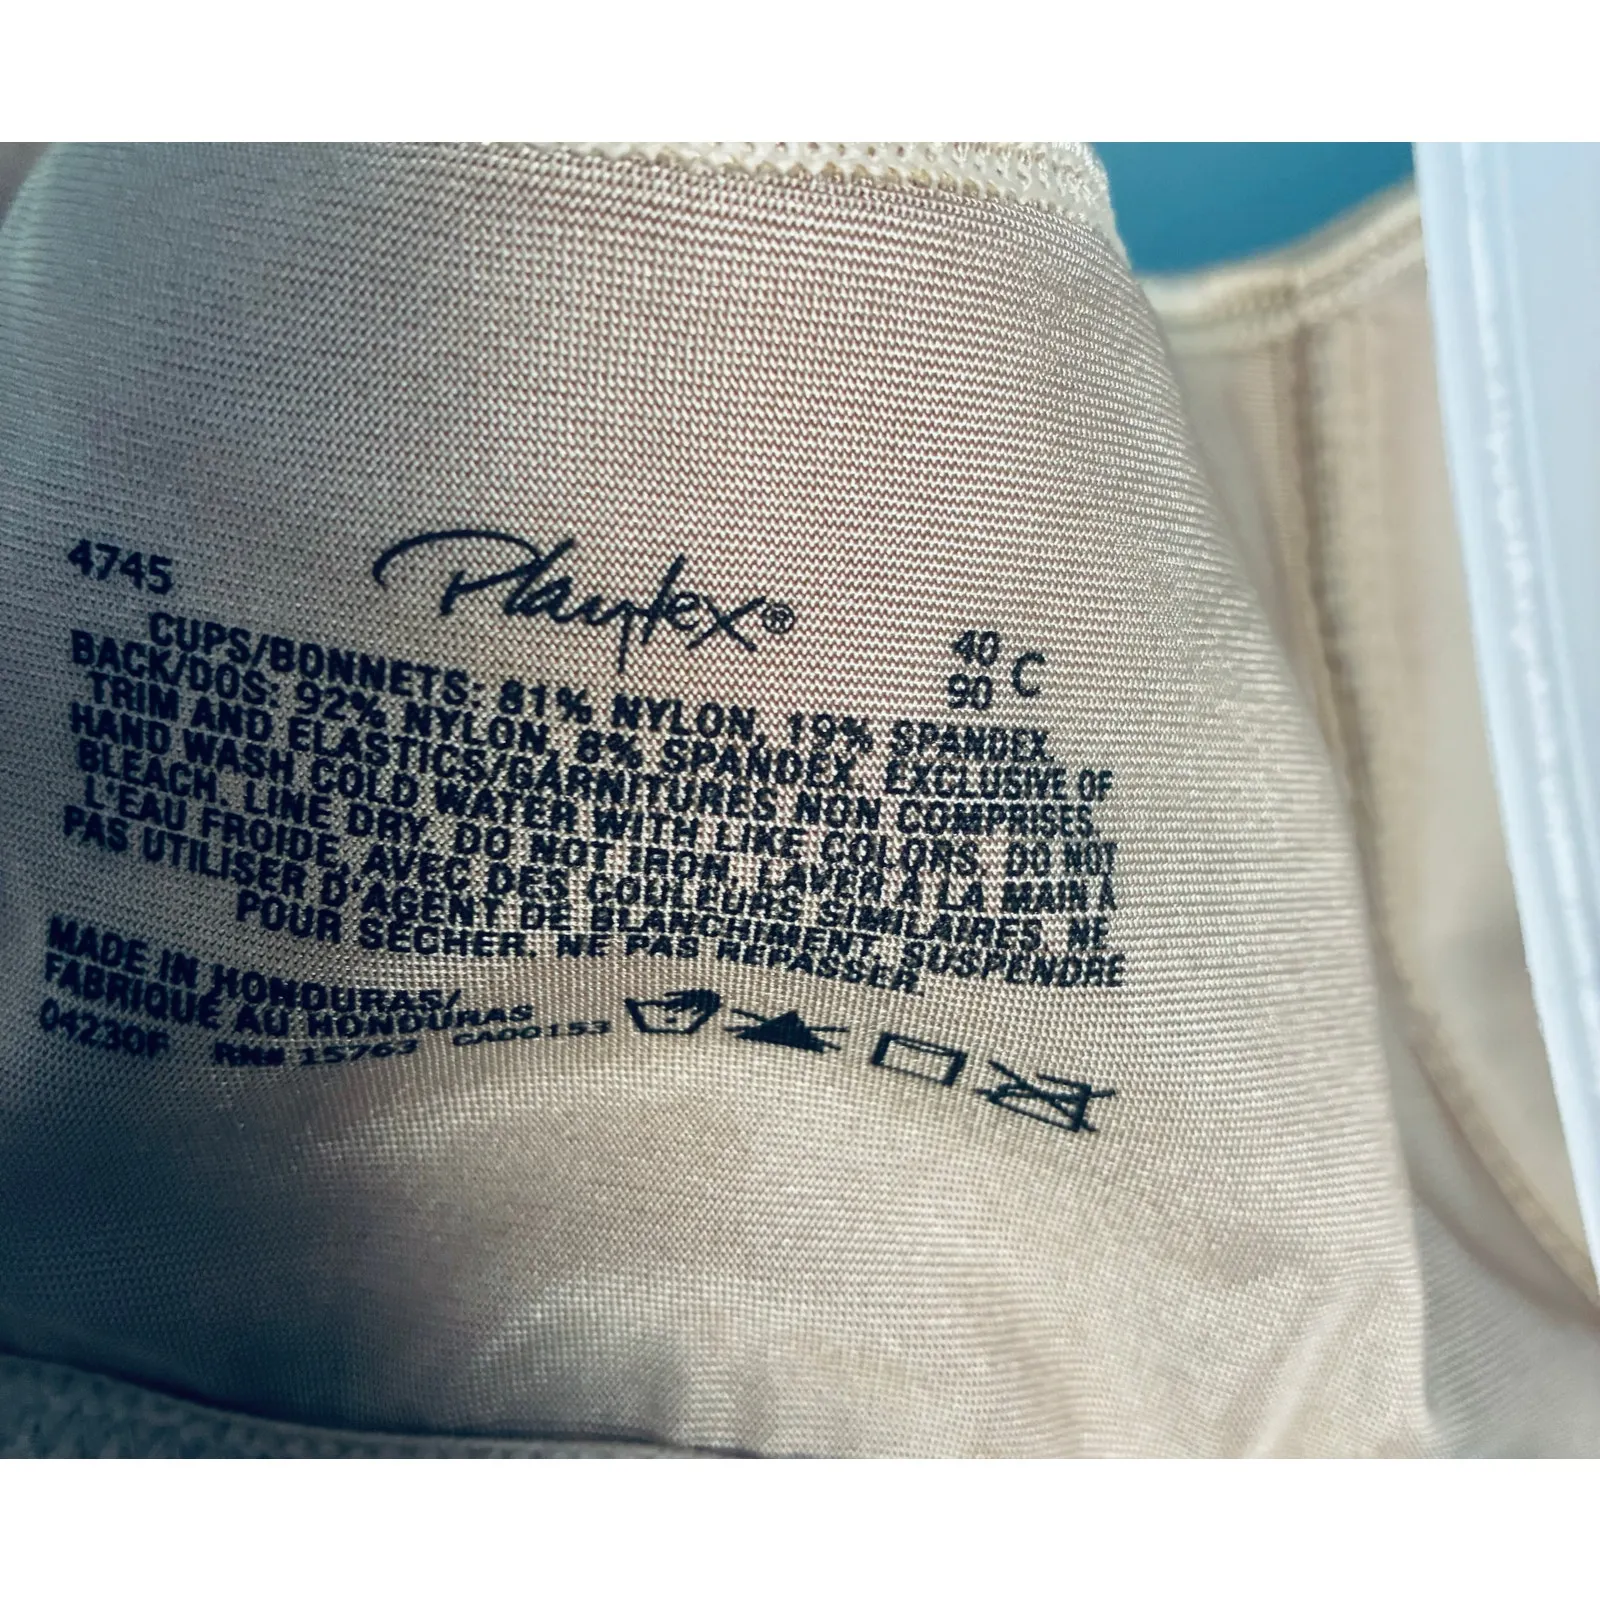 4745
Playtex®
40 C
90
CUPS/BONNETS: 81% NYLON, 19% SPANDEX.
BACK/DOS: 92% NYLON, 8% SPANDEX. EXCLUSIVE OF
TRIM AND ELASTICS/GARNITURES NON COMPRISES.
HAND WASH COLD WATER WITH LIKE COLORS. DO NOT
BLEACH. LINE DRY. DO NOT IRON. LAVER À LA MAIN À
L'EAU FROIDE, AVEC DES COULEURS SIMILAIRES. NE
PAS UTILISER D'AGENT DE BLANCHIMENT. SUSPENDRE
POUR SÉCHER. NE PAS REPASSER.
MADE IN HONDURAS/
FABRIQUÉ AU HONDURAS
04230F RN# 15763 CA00153